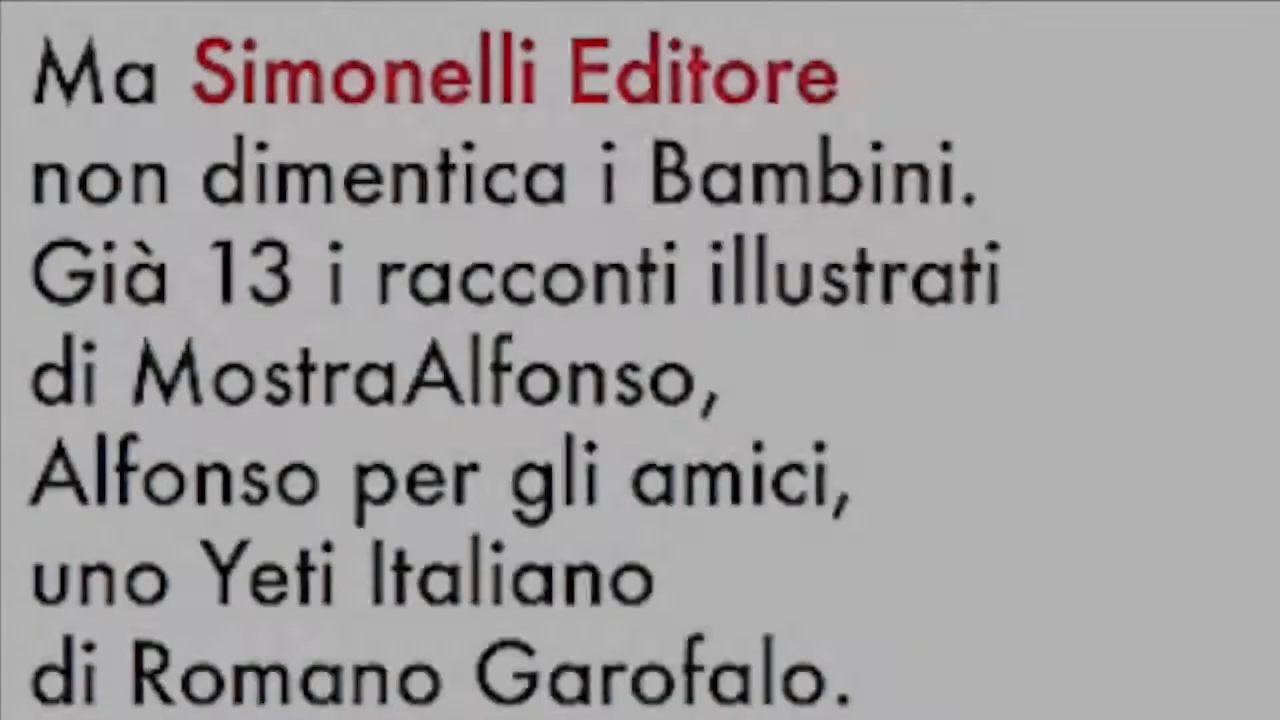 Ma Simonelli Editore
non dimentica i Bambini.
Già 13 i racconti illustrati
di MostraAlfonso,
Alfonso per gli amici,
uno Yeti Italiano
di Romano Garofalo.